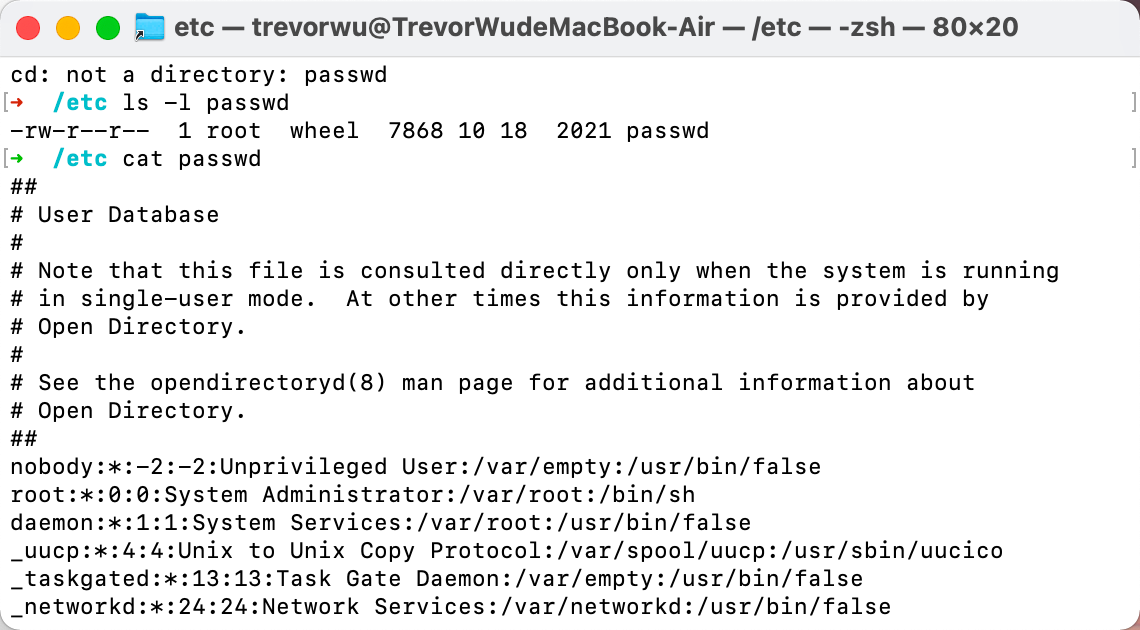 etc — trevorwu@TrevorWudeMacBook-Air — /etc — -zsh — 80×20
cd: not a directory: passwd
[➜  /etc ls -l passwd ]
-rw-r--r--  1 root  wheel  7868 10 18  2021 passwd
[➜  /etc cat passwd ]
##
# User Database
#
# Note that this file is consulted directly only when the system is running
# in single-user mode.  At other times this information is provided by
# Open Directory.
#
# See the opendirectoryd(8) man page for additional information about
# Open Directory.
##
nobody:*:-2:-2:Unprivileged User:/var/empty:/usr/bin/false
root:*:0:0:System Administrator:/var/root:/bin/sh
daemon:*:1:1:System Services:/var/root:/usr/bin/false
_uucp:*:4:4:Unix to Unix Copy Protocol:/var/spool/uucp:/usr/sbin/uucico
_taskgated:*:13:13:Task Gate Daemon:/var/empty:/usr/bin/false
_networkd:*:24:24:Network Services:/var/networkd:/usr/bin/false